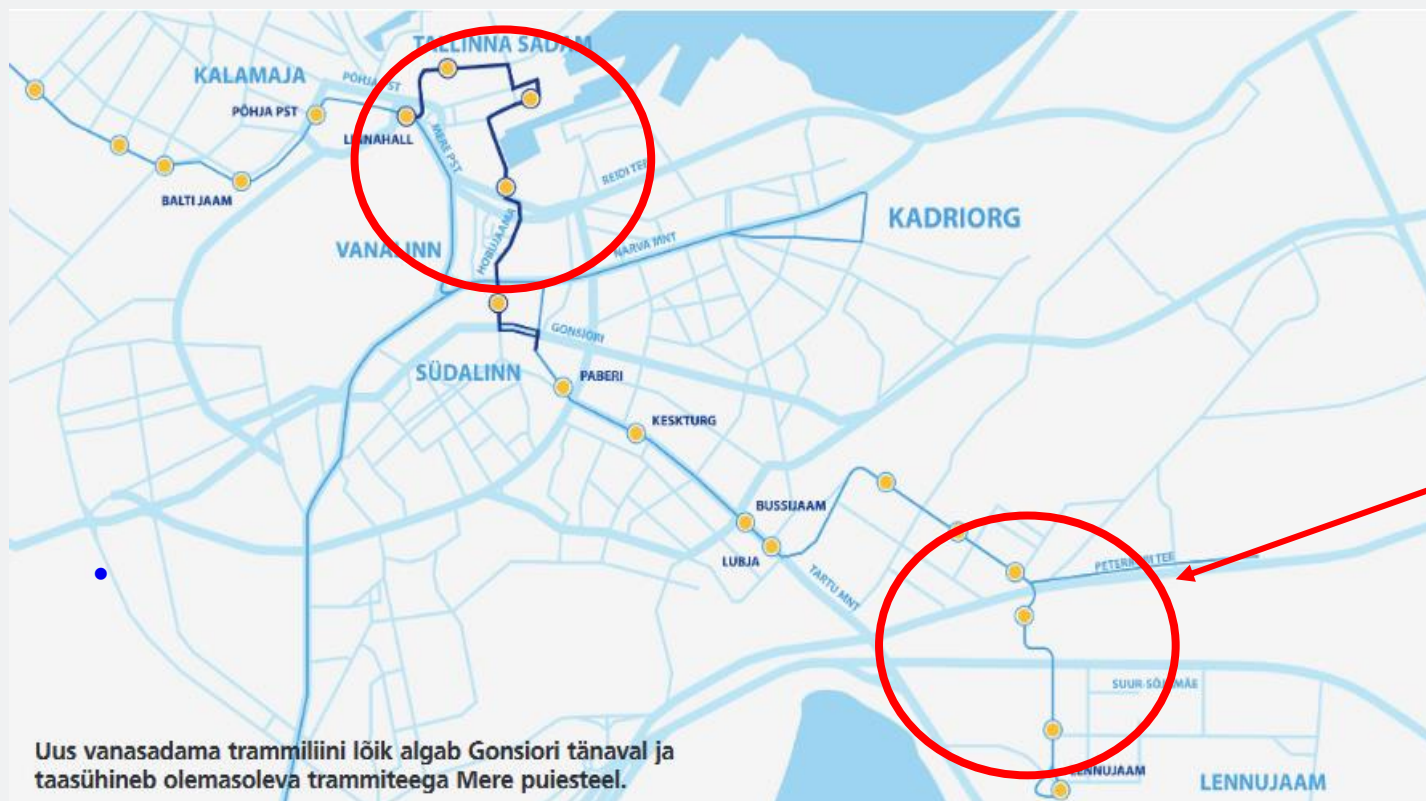 TALLINNA SADAM
KALAMAJA
PÕHJA PST
PÕHJA PST
LINNAHALL
MERE PST
REIDI TEE
BALTI JAAM
KADRIORG
VANALINN
HOBUJAAMA
NARVA MNT
GONSIORI
SÜDALINN
PABERI
KESKTURG
BUSSIJAAM
LUBJA
TARTU MNT
PETERBURI TEE
SUUR-SÕJAMÄE
LENNUJAAM
LENNUJAAM
Uus vanasadama trammiliini lõik algab Gonsiori tänaval ja
taasühineb olemasoleva trammiteega Mere puiesteel.